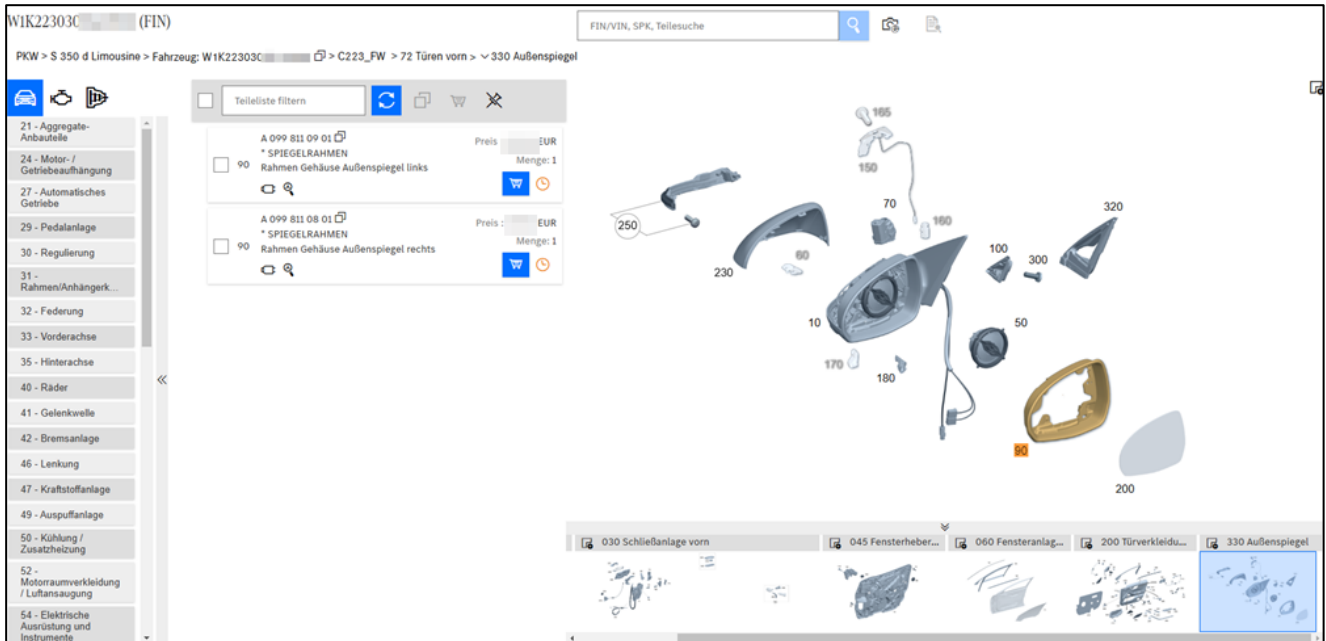 W1K223030 (FIN)
FIN/VIN, SPK, Teilesuche
PKW > S 350 d Limousine > Fahrzeug: W1K223030 > C223_FW > 72 Türen vorn > 330 Außenspiegel
21 - Aggregate-
Anbauteile
24 - Motor- /
Getriebeaufhängung
27 - Automatisches
Getriebe
29 - Pedalanlage
30 - Regulierung
31 -
Rahmen/Anhängerk...
32 - Federung
33 - Vorderachse
35 - Hinterachse
40 - Räder
41 - Gelenkwelle
42 - Bremsanlage
46 - Lenkung
47 - Kraftstoffanlage
49 - Auspuffanlage
50 - Kühlung /
Zusatzheizung
52 -
Motorraumverkleidung
/ Luftansaugung
54 - Elektrische
Ausrüstung und
Instrumente
Teileliste filtern
A 099 811 09 01
Preis EUR
* SPIEGELRAHMEN
Menge: 1
90 Rahmen Gehäuse Außenspiegel links
A 099 811 08 01
Preis : EUR
* SPIEGELRAHMEN
Menge: 1
90 Rahmen Gehäuse Außenspiegel rechts
165
150
70
320
250
160
100
60
300
230
10
50
170
180
90
200
030 Schließanlage vorn
045 Fensterheber...
060 Fensteranlag...
200 Türverkleidu...
330 Außenspiegel